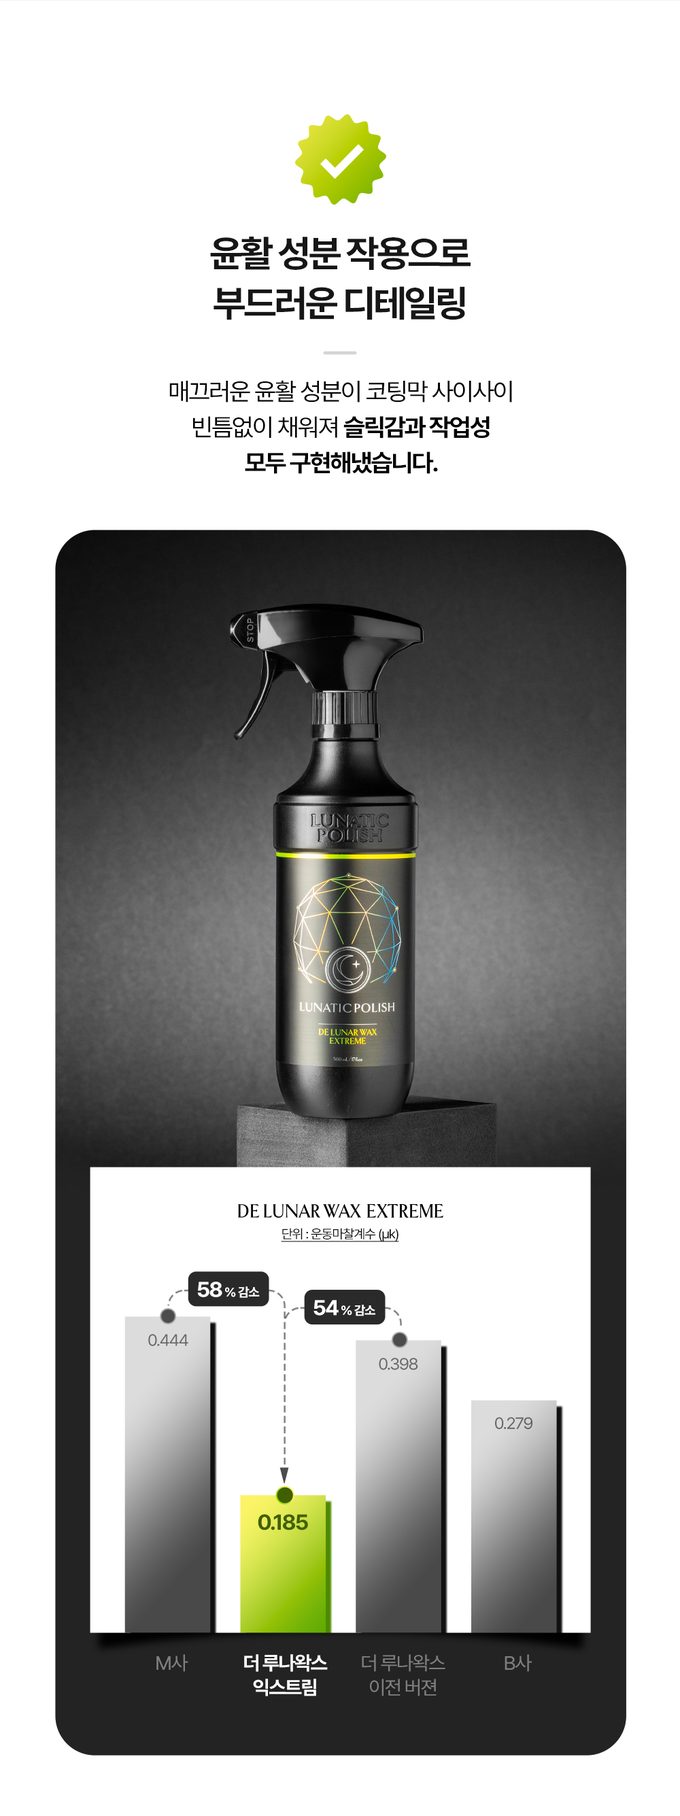 윤활 성분 작용으로
부드러운 디테일링
매끄러운 윤활 성분이 코팅막 사이사이
빈틈없이 채워져 슬릭감과 작업성
모두 구현해냈습니다.
STOP
LUNATIC
POLISH
LUNATIC POLISH
DE LUNAR WAX
EXTREME
DE LUNAR WAX EXTREME
단위 : 운동마찰계수 (μk)
58 % 감소
54 % 감소
0.444
0.398
0.279
0.185
M사
더 루나왁스
익스트림
더 루나왁스
이전 버젼
B사